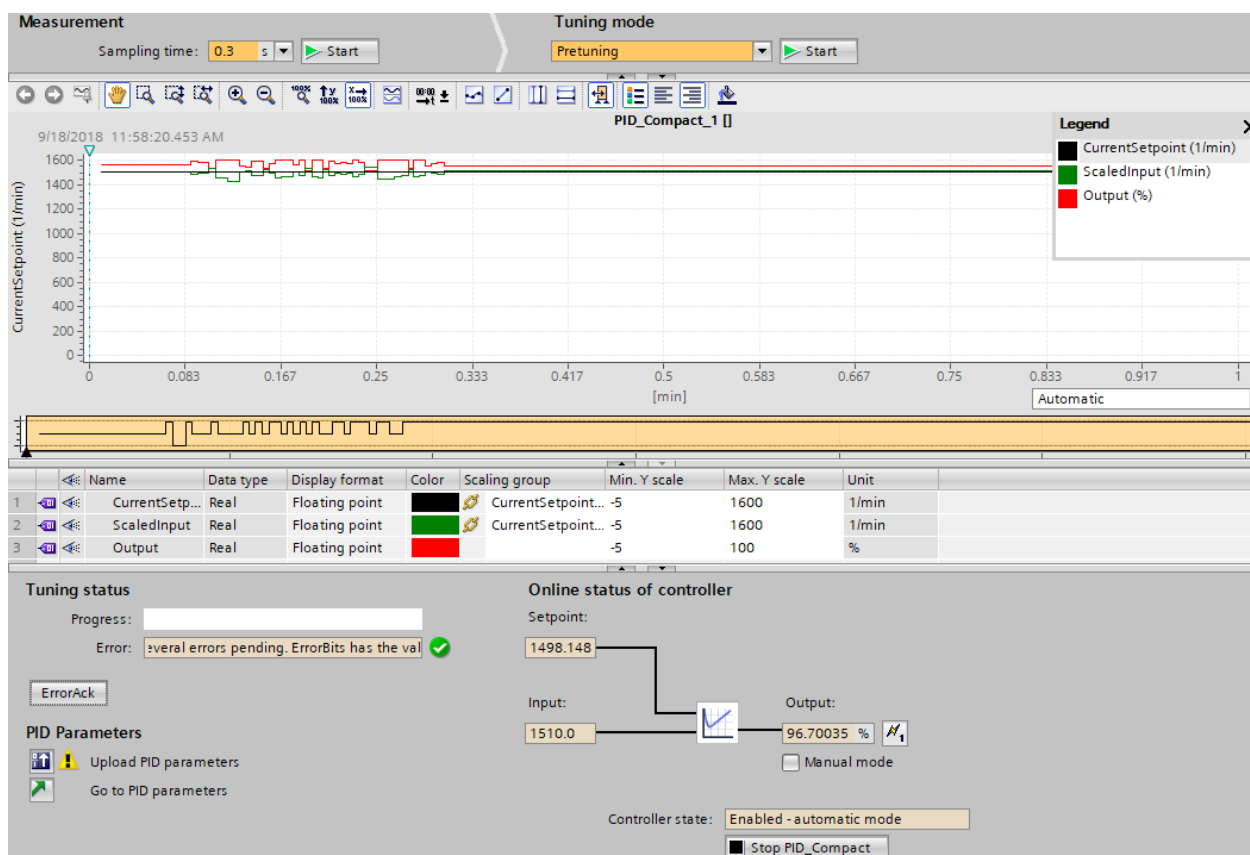 Measurement
Tuning mode
Sampling time: 0.3 s Start
Pretuning Start
PID_Compact_1 []
9/18/2018 11:58:20.453 AM
Legend
CurrentSetpoint (1/min)
ScaledInput (1/min)
Output (%)
CurrentSetpoint (1/min)
1600
1400
1200
1000
800
600
400
200
0
0 0.083 0.167 0.25 0.333 0.417 0.5 0.583 0.667 0.75 0.833 0.917 1
[min]
Automatic
Name Data type Display format Color Scaling group Min. Y scale Max. Y scale Unit
1 CurrentSetp... Real Floating point CurrentSetpoint... -5 1600 1/min
2 ScaledInput Real Floating point CurrentSetpoint... -5 1600 1/min
3 Output Real Floating point -5 100 %
Tuning status
Progress:
Error: everal errors pending. ErrorBits has the val
ErrorAck
PID Parameters
Upload PID parameters
Go to PID parameters
Online status of controller
Setpoint:
1498.148
Input:
1510.0
Output:
96.70035 %
Manual mode
Controller state: Enabled - automatic mode
Stop PID_Compact